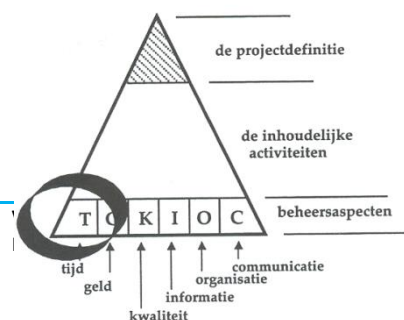 de projectdefinitie
de inhoudelijke
activiteiten
T G K I O C
beheersaspecten
tijd
geld
kwaliteit
informatie
organisatie
communicatie